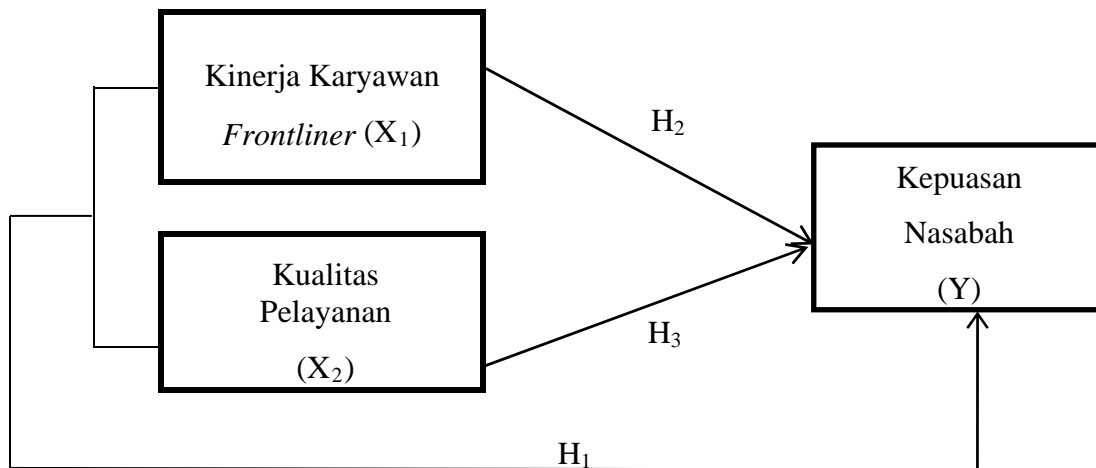 Kinerja Karyawan
Frontliner (X₁)
H₂
Kepuasan
Nasabah
(Y)
Kualitas
Pelayanan
(X₂)
H₃
H₁